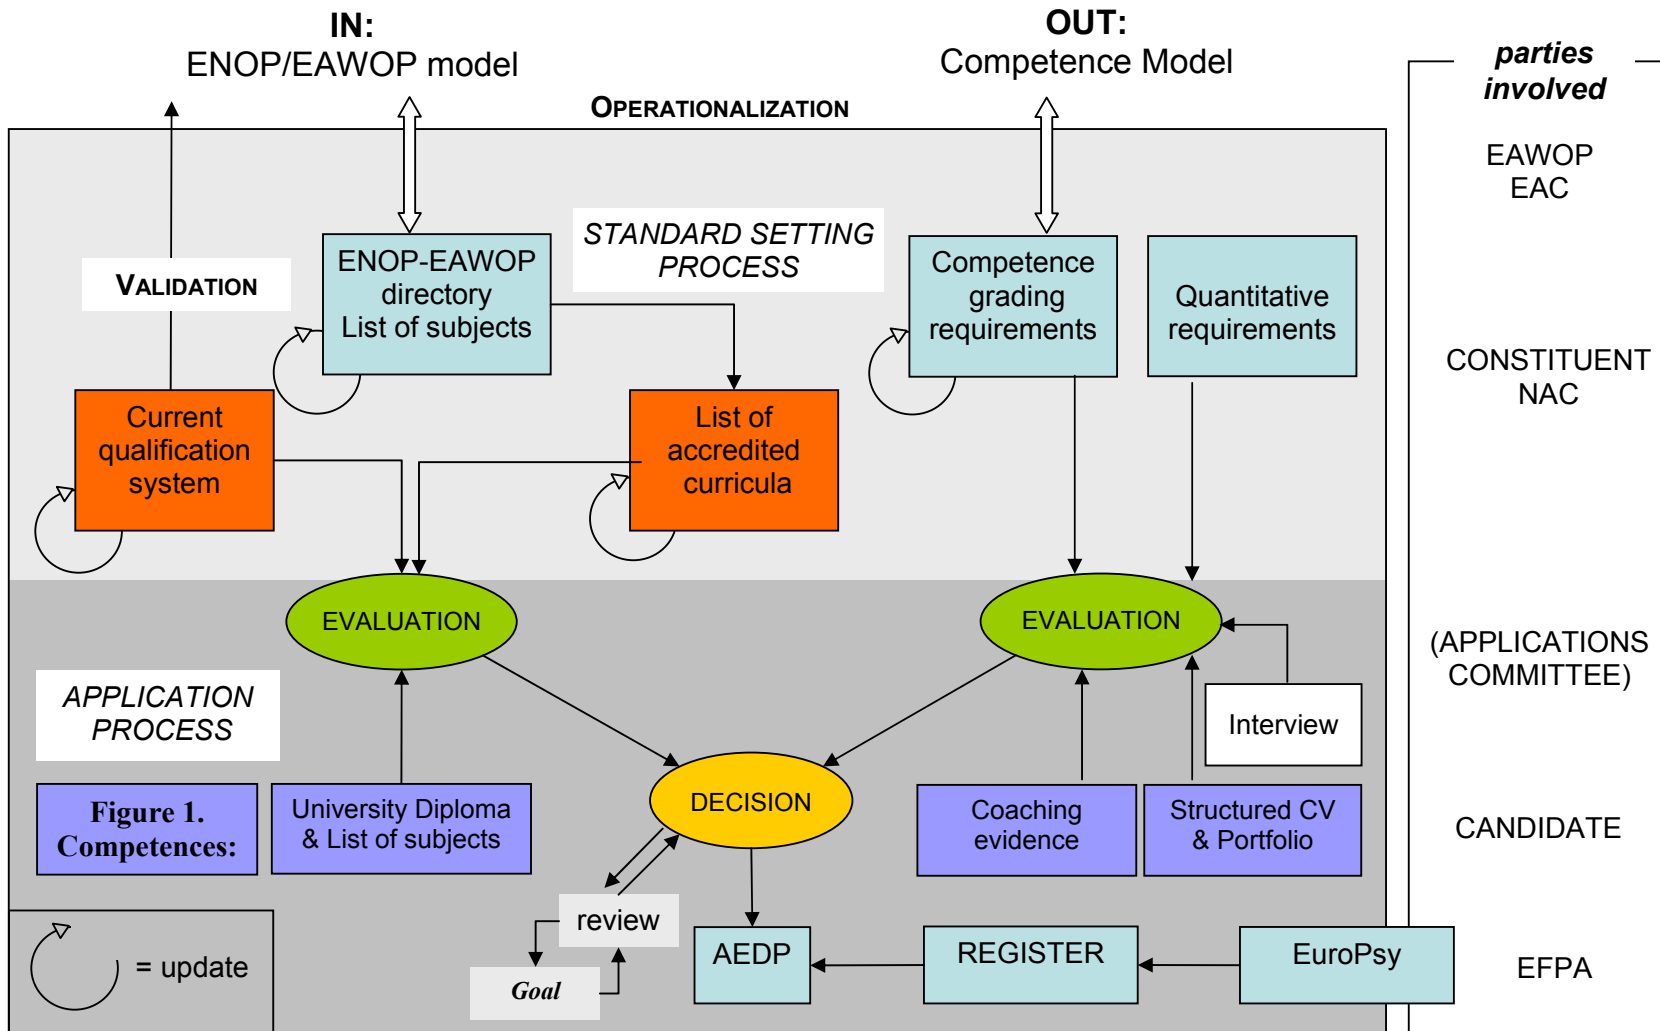 IN:
ENOP/EAWOP model
OUT:
Competence Model
parties
involved
OPERATIONALIZATION
EAWOP
EAC
VALIDATION
ENOP-EAWOP
directory
List of subjects
STANDARD SETTING
PROCESS
Competence
grading
requirements
Quantitative
requirements
CONSTITUENT
NAC
Current
qualification
system
List of
accredited
curricula
EVALUATION
EVALUATION
(APPLICATIONS
COMMITTEE)
APPLICATION
PROCESS
Interview
Figure 1.
Competences:
University Diploma
& List of subjects
DECISION
Coaching
evidence
Structured CV
& Portfolio
CANDIDATE
review
Goal
AEDP
REGISTER
EuroPsy
EFPA
= update